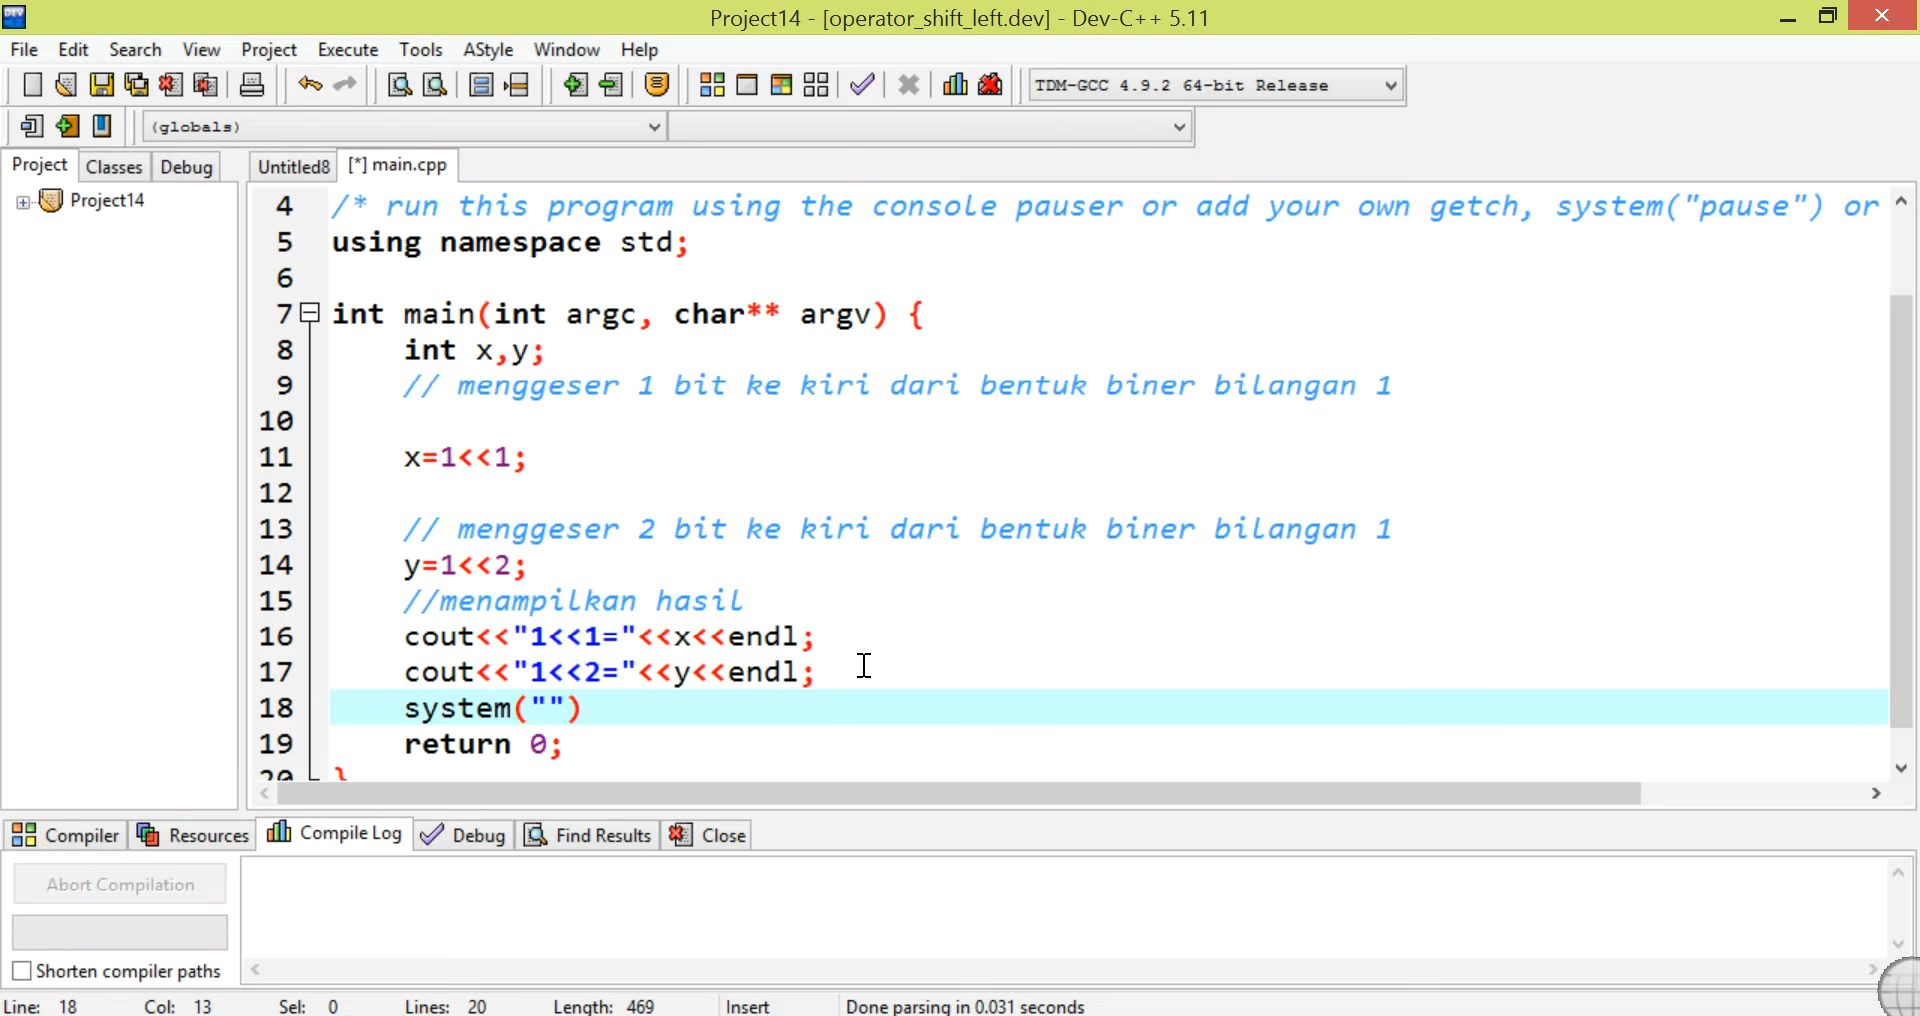 Project14 - [operator_shift_left.dev] - Dev-C++ 5.11
File Edit Search View Project Execute Tools AStyle Window Help
TDM-GCC 4.9.2 64-bit Release
(globals)
Project Classes Debug Untitled8 [*] main.cpp
Project14
4 /* run this program using the console pauser or add your own getch, system("pause") or
5 using namespace std;
6
7 int main(int argc, char** argv) {
8 int x,y;
9 // menggeser 1 bit ke kiri dari bentuk biner bilangan 1
10
11 x=1<<1;
12
13 // menggeser 2 bit ke kiri dari bentuk biner bilangan 1
14 y=1<<2;
15 //menampilkan hasil
16 cout<<"1<<1="<<x<<endl;
17 cout<<"1<<2="<<y<<endl;
18 system("")
19 return 0;
20 }
Compiler Resources Compile Log Debug Find Results Close
Abort Compilation
Shorten compiler paths
Line: 18 Col: 13 Sel: 0 Lines: 20 Length: 469 Insert Done parsing in 0.031 seconds